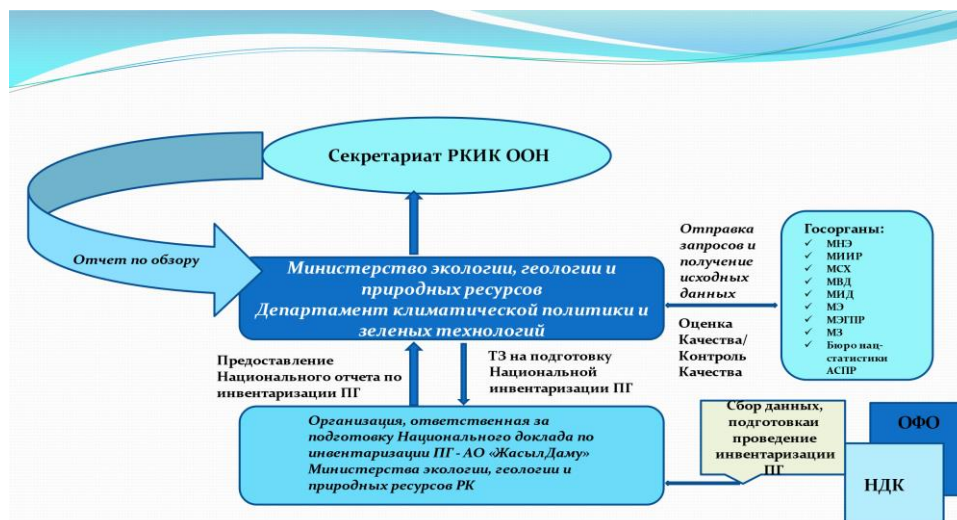 Секретариат РКИК ООН
Отчет по обзору
Министерство экологии, геологии и
природных ресурсов
Департамент климатической политики и
зеленых технологий
Отправка
запросов и
получение
исходных
данных
Оценка
Качества/
Контроль
Качества
Госорганы:
✓ МНЭ
✓ МИИР
✓ МСХ
✓ МВД
✓ МИД
✓ МЭ
✓ МЭГПР
✓ МЗ
✓ Бюро нац-
статистики
АСПР
Предоставление
Национального отчета по
инвентаризации ПГ
ТЗ на подготовку
Национальной
инвентаризации ПГ
Организация, ответственная за
подготовку Национального доклада по
инвентаризации ПГ - АО «ЖасылДаму»
Министерства экологии, геологии и
природных ресурсов РК
Сбор данных,
подготовкаи
проведение
инвентаризации
ПГ
ОФО
НДК